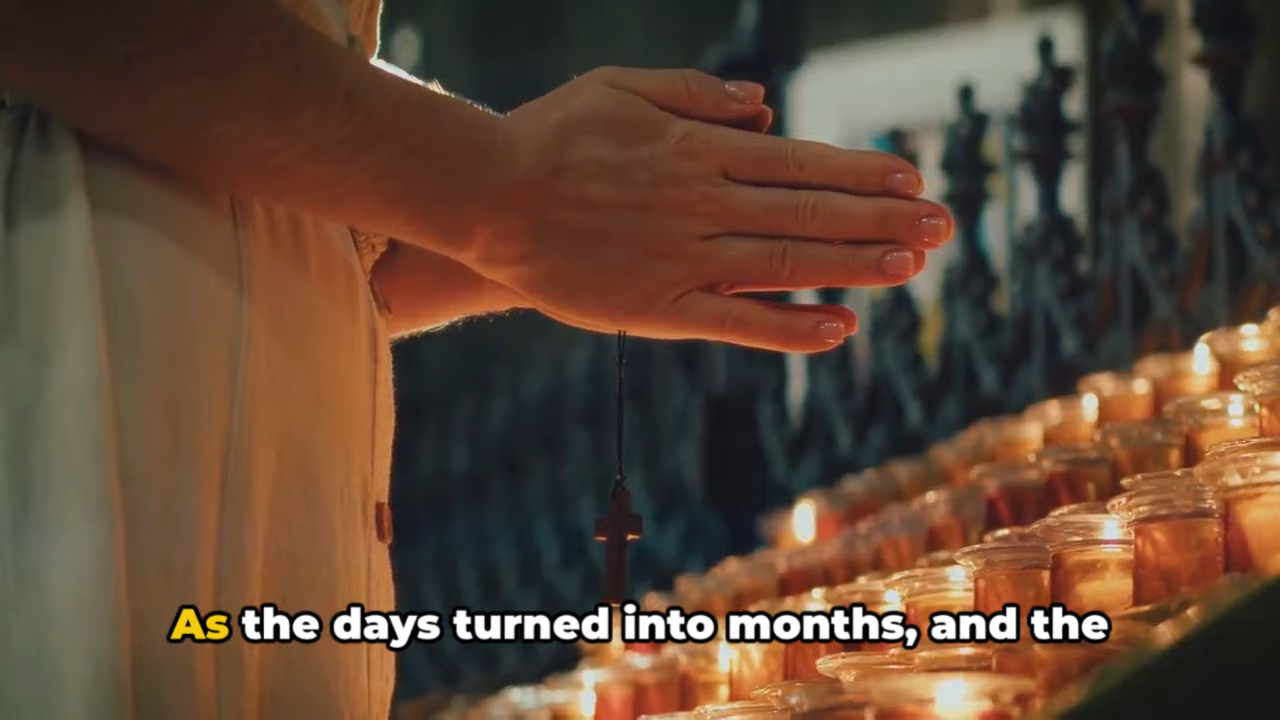 As the days turned into months, and the